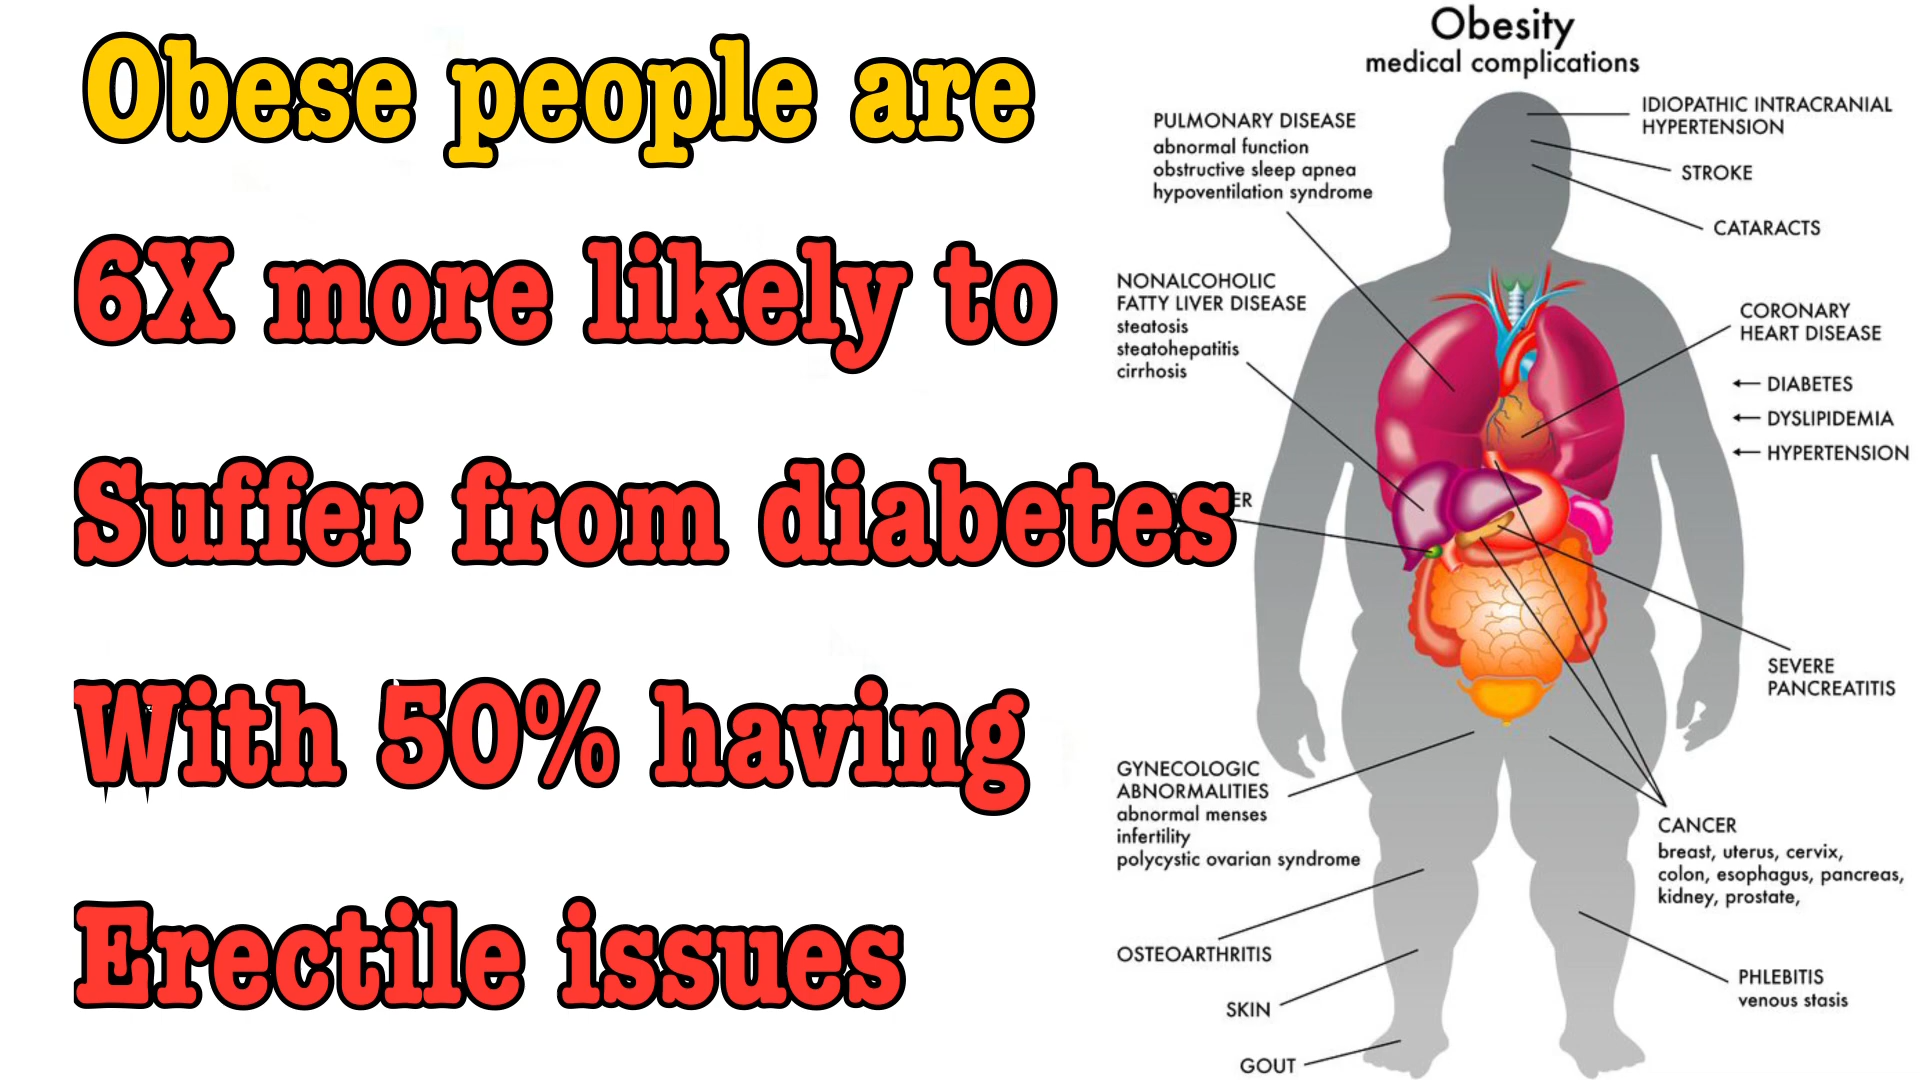 Obese people are
6X more likely to
Suffer from diabetes
With 50% having
Erectile issues
Obesity
medical complications
PULMONARY DISEASE
abnormal function
obstructive sleep apnea
hypoventilation syndrome
NONALCOHOLIC
FATTY LIVER DISEASE
steatosis
steatohepatitis
cirrhosis
GYNECOLOGIC
ABNORMALITIES
abnormal menses
infertility
polycystic ovarian syndrome
OSTEOARTHRITIS
SKIN
GOUT
IDIOPATHIC INTRACRANIAL
HYPERTENSION
STROKE
CATARACTS
CORONARY
HEART DISEASE
← DIABETES
← DYSLIPIDEMIA
← HYPERTENSION
SEVERE
PANCREATITIS
CANCER
breast, uterus, cervix,
colon, esophagus, pancreas,
kidney, prostate,
PHLEBITIS
venous stasis